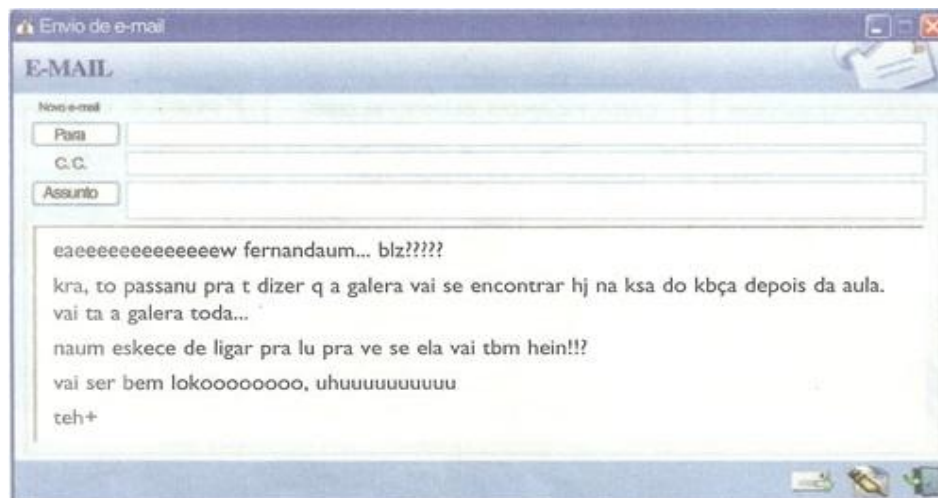 Envio de e-mail
E-MAIL
Novo e-mail
Para
C.C.
Assunto
eaeeeeeeeeeeeeew fernandaum... blz?????
kra, to passanu pra t dizer q a galera vai se encontrar hj na ksa do kbça depois da aula.
vai ta a galera toda...
naum eskece de ligar pra lu pra ve se ela vai tbm hein!!?
vai ser bem lokooooooooo, uhuuuuuuuuuu
teh+